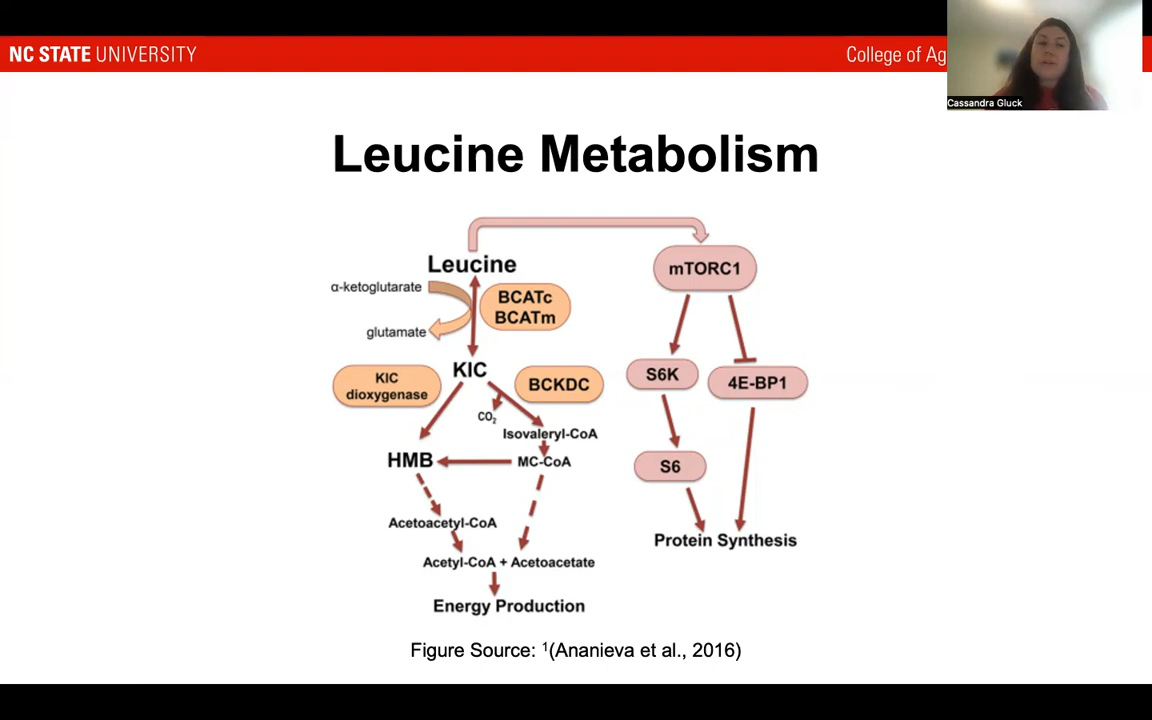 NC STATE UNIVERSITY
College of Ag
Cassandra Gluck
Leucine Metabolism
Leucine
mTORC1
α-ketoglutarate
BCATc
BCATm
glutamate
KIC
KIC
dioxygenase
BCKDC
S6K
4E-BP1
CO2
Isovaleryl-CoA
HMB
MC-CoA
S6
Acetoacetyl-CoA
Protein Synthesis
Acetyl-CoA + Acetoacetate
Energy Production
Figure Source: ¹(Ananieva et al., 2016)